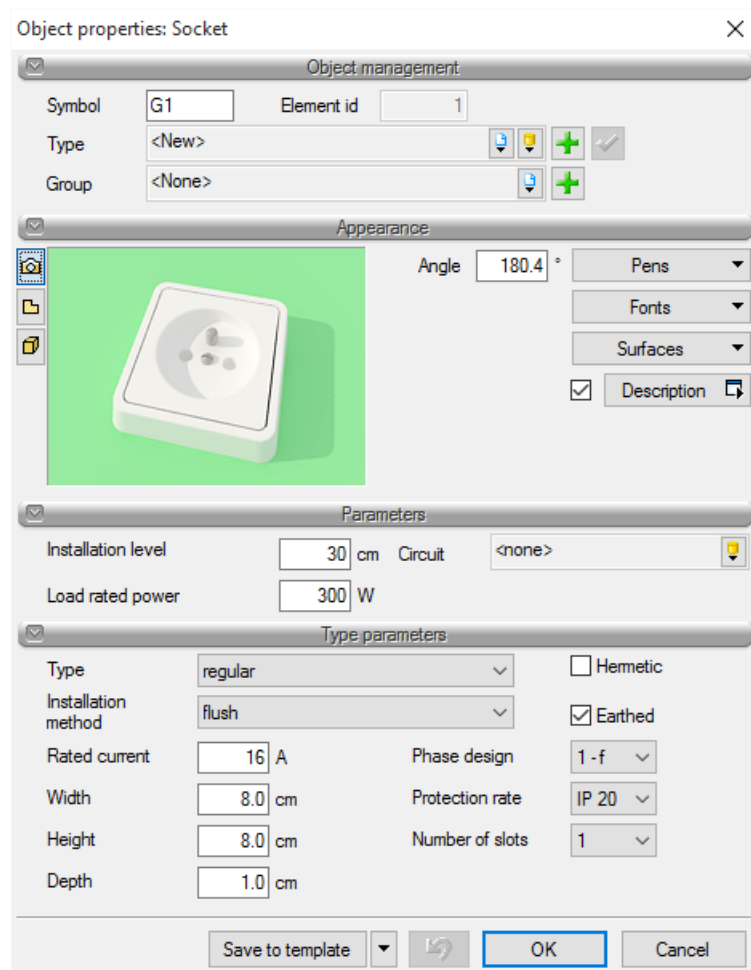 Object properties: Socket
Object management
Symbol G1 Element id 1
Type <New>
Group <None>
Appearance
Angle 180.4 ° Pens
Fonts
Surfaces
Description
Parameters
Installation level 30 cm Circuit <none>
Load rated power 300 W
Type parameters
Type regular Hermetic
Installation
method flush Earthed
Rated current 16 A Phase design 1 -f
Width 8.0 cm Protection rate IP 20
Height 8.0 cm Number of slots 1
Depth 1.0 cm
Save to template OK Cancel